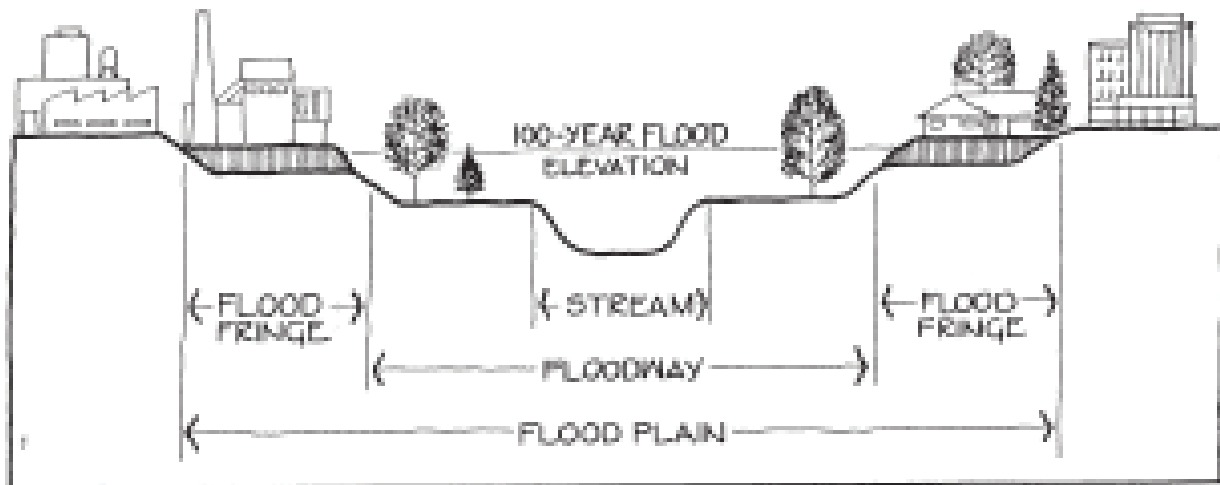 100-YEAR FLOOD
ELEVATION
FLOOD
FRINGE
STREAM
FLOOD
FRINGE
FLOODWAY
FLOOD PLAIN